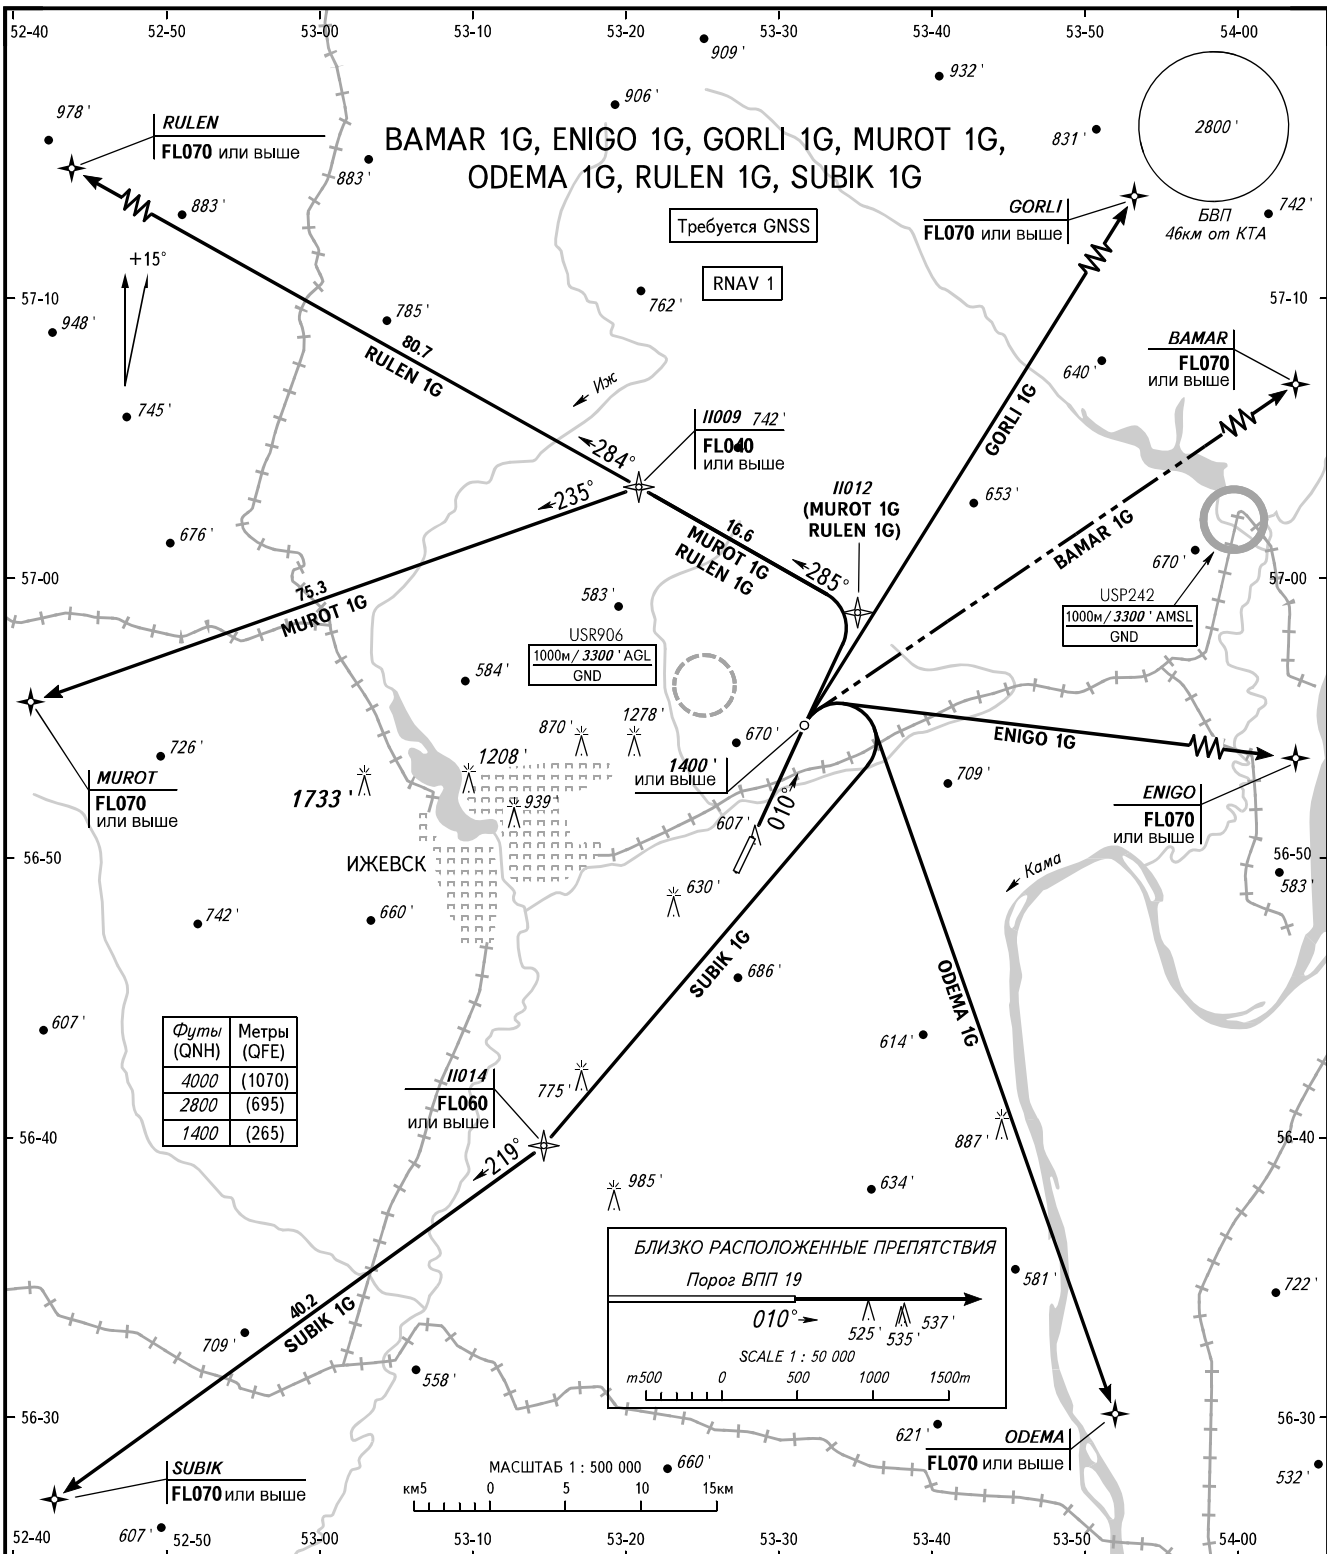 52-40
52-50
53-00
53-10
53-20
53-30
53-40
53-50
54-00
909 '
932 '
906 '
978 '
RULEN
FL070 или выше
BAMAR 1G, ENIGO 1G, GORLI 1G, MUROT 1G,
ODEMA 1G, RULEN 1G, SUBIK 1G
831 '
2800 '
883 '
883 '
Требуется GNSS
GORLI
FL070 или выше
БВП
46км от КТА
742 '
+15°
RNAV 1
57-10
762 '
57-10
948 '
785 '
80.7
RULEN 1G
BAMAR
FL070
или выше
640 '
Иж
745 '
II009 742 '
FL040
или выше
GORLI 1G
284°
235°
II012
(MUROT 1G
RULEN 1G)
653 '
676 '
16.6
MUROT 1G
RULEN 1G
BAMAR 1G
670 '
57-00
285°
57-00
75.3
MUROT 1G
583 '
USP242
1000м/3300 ' AMSL
GND
USR906
1000м/3300 ' AGL
GND
584'
870 '
1278 '
670 '
ENIGO 1G
726 '
1208 '
1400 '
или выше
709 '
MUROT
FL070
или выше
1733 '
939 '
010°
607 '
ENIGO
FL070
или выше
56-50
ИЖЕВСК
Кама
56-50
583 '
630 '
742 '
660 '
SUBIK 1G
686 '
ODEMA 1G
607 '
Футы
(QNH)
Метры
(QFE)
4000
(1070)
2800
(695)
1400
(265)
614 '
775 '
II014
FL060
или выше
56-40
887 '
56-40
219°
985 '
634 '
БЛИЗКО РАСПОЛОЖЕННЫЕ ПРЕПЯТСТВИЯ
Порог ВПП 19
010°
525 '
535 '
537 '
SCALE 1 : 50 000
m500
0
500
1000
1500m
581 '
722 '
40.2
SUBIK 1G
709 '
558 '
56-30
56-30
621 '
ODEMA
FL070 или выше
SUBIK
FL070 или выше
МАСШТАБ 1 : 500 000
660 '
532 '
км5
0
5
10
15км
607 '
52-40
52-50
53-00
53-10
53-20
53-30
53-40
53-50
54-00